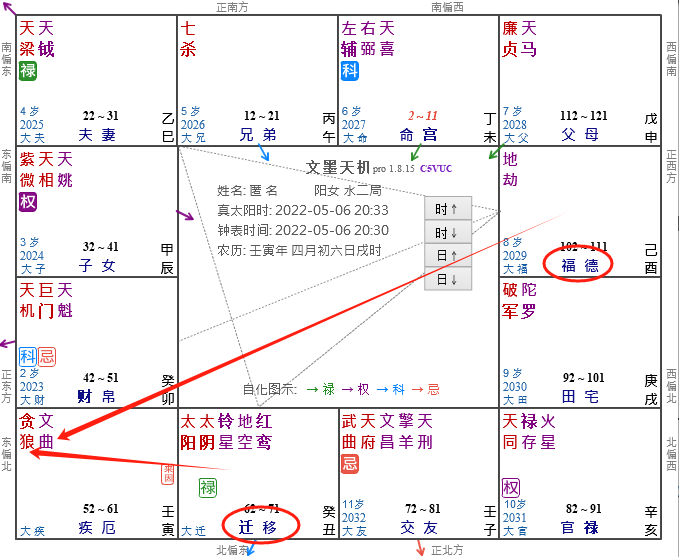 正南方
南偏西
南偏东
天 天
梁 钺
禄
4 岁
2025
大 夫
22 ~ 31
夫 妻
乙
巳
七
杀
5 岁
2026
大 兄
12 ~ 21
兄 弟
丙
午
左 右 天
辅 弼 喜
科
6 岁
2027
大 命
2 ~ 11
命 宫
丁
未
廉 天
贞 马
7 岁
2028
大 父
112 ~ 121
父 母
戊
申
西偏南
东偏南
紫 天 天
微 相 姚
权
3 岁
2024
大 子
32 ~ 41
子 女
甲
辰
文墨天机 pro 1.8.15 C5VUC
姓名: 匿 名 阳女 水二局
真太阳时: 2022-05-06 20:33
钟表时间: 2022-05-06 20:30
农历: 壬寅年 四月初六日戌时
时↑
时↓
日↑
日↓
自化图示: →禄 →权 →科 →忌
地
劫
8 岁
2029
大 福
102 ~ 111
福 德
己
酉
正西方
正东方
天 巨 天
机 门 魁
科 忌
2 岁
2023
大 财
42 ~ 51
财 帛
癸
卯
破 陀
军 罗
9 岁
2030
大 田
92 ~ 101
田 宅
庚
戌
西偏北
东偏北
贪 文
狼 曲
来因
大 疾
52 ~ 61
疾 厄
壬
寅
太 太 铃 地 红
阳 阴 星 空 鸾
禄
大 迁
62 ~ 71
迁 移
癸
丑
武 天 文 擎 天
曲 府 昌 羊 刑
忌
11岁
2032
大 友
72 ~ 81
交 友
壬
子
天 禄 火
同 存 星
权
10岁
2031
大 官
82 ~ 91
官 禄
辛
亥
北偏西
北偏东
正北方